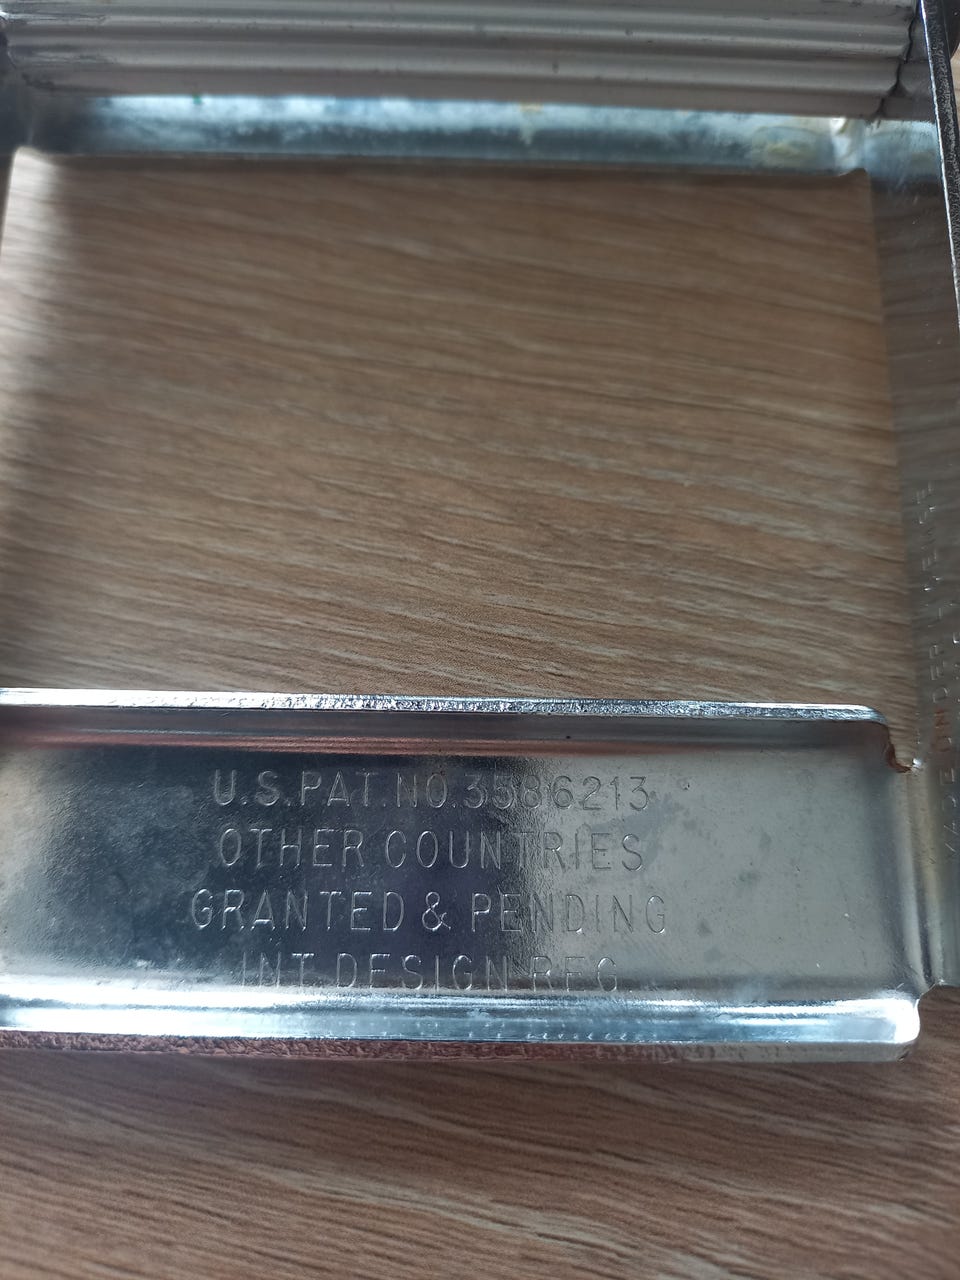 U.S.PAT.NO.3586213
OTHER COUNTRIES
GRANTED & PENDING
INT.DESIGN REG